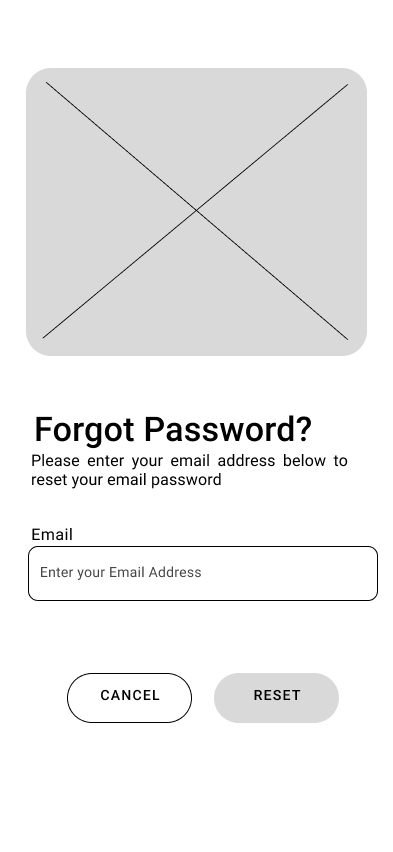 Forgot Password?
Please enter your email address below to
reset your email password
Email
Enter your Email Address
CANCEL
RESET